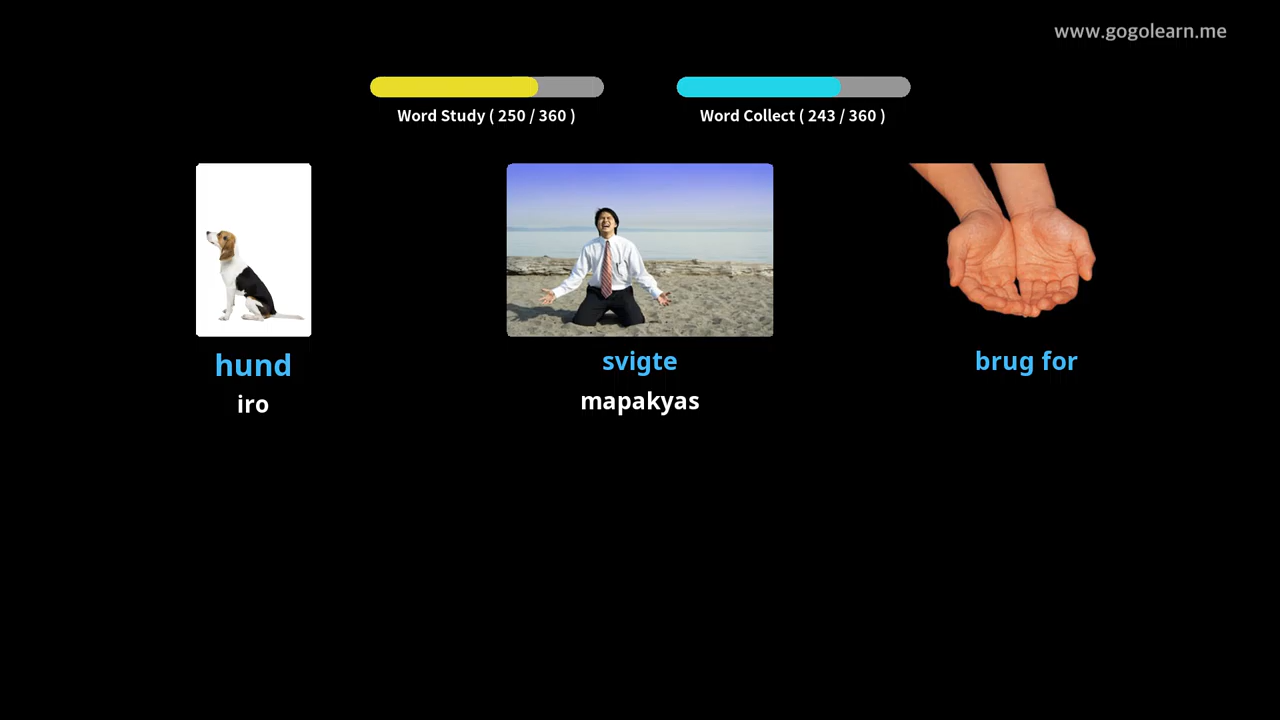 www.gogolearn.me
Word Study ( 250 / 360 )
Word Collect ( 243 / 360 )
hund
svigte
brug for
iro
mapakyas